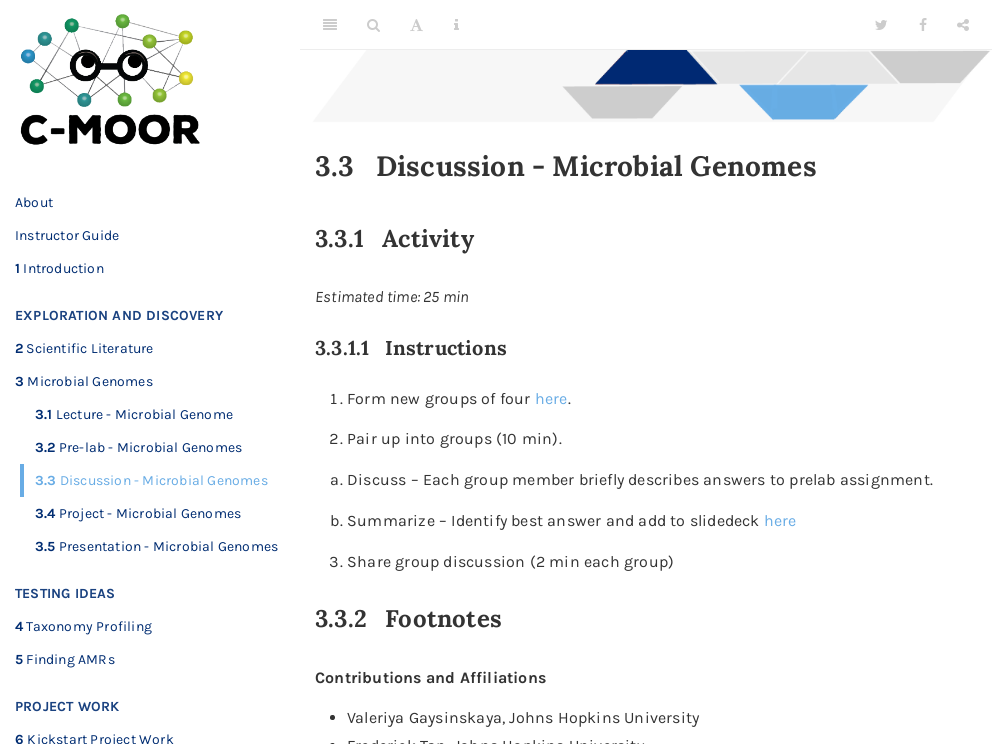 C-MOOR
About
Instructor Guide
1 Introduction
EXPLORATION AND DISCOVERY
2 Scientific Literature
3 Microbial Genomes
3.1 Lecture - Microbial Genome
3.2 Pre-lab - Microbial Genomes
3.3 Discussion - Microbial Genomes
3.4 Project - Microbial Genomes
3.5 Presentation - Microbial Genomes
TESTING IDEAS
4 Taxonomy Profiling
5 Finding AMRs
PROJECT WORK
6 Kickstart Project Work
3.3 Discussion - Microbial Genomes
3.3.1 Activity
Estimated time: 25 min
3.3.1.1 Instructions
1. Form new groups of four here.
2. Pair up into groups (10 min).
a. Discuss – Each group member briefly describes answers to prelab assignment.
b. Summarize – Identify best answer and add to slidedeck here
3. Share group discussion (2 min each group)
3.3.2 Footnotes
Contributions and Affiliations
• Valeriya Gaysinskaya, Johns Hopkins University